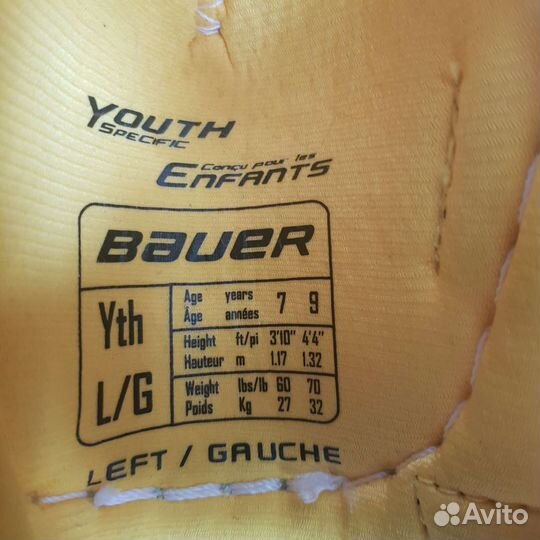 Youth
Specific
Conçu pour les
Enfants
Bauer
Yth
L/G
Age years 7 9
Âge années
Height ft/pi 3'10" 4'4"
Hauteur m 1.17 1.32
Weight lbs/lb 60 70
Poids Kg 27 32
Left / Gauche
Avito